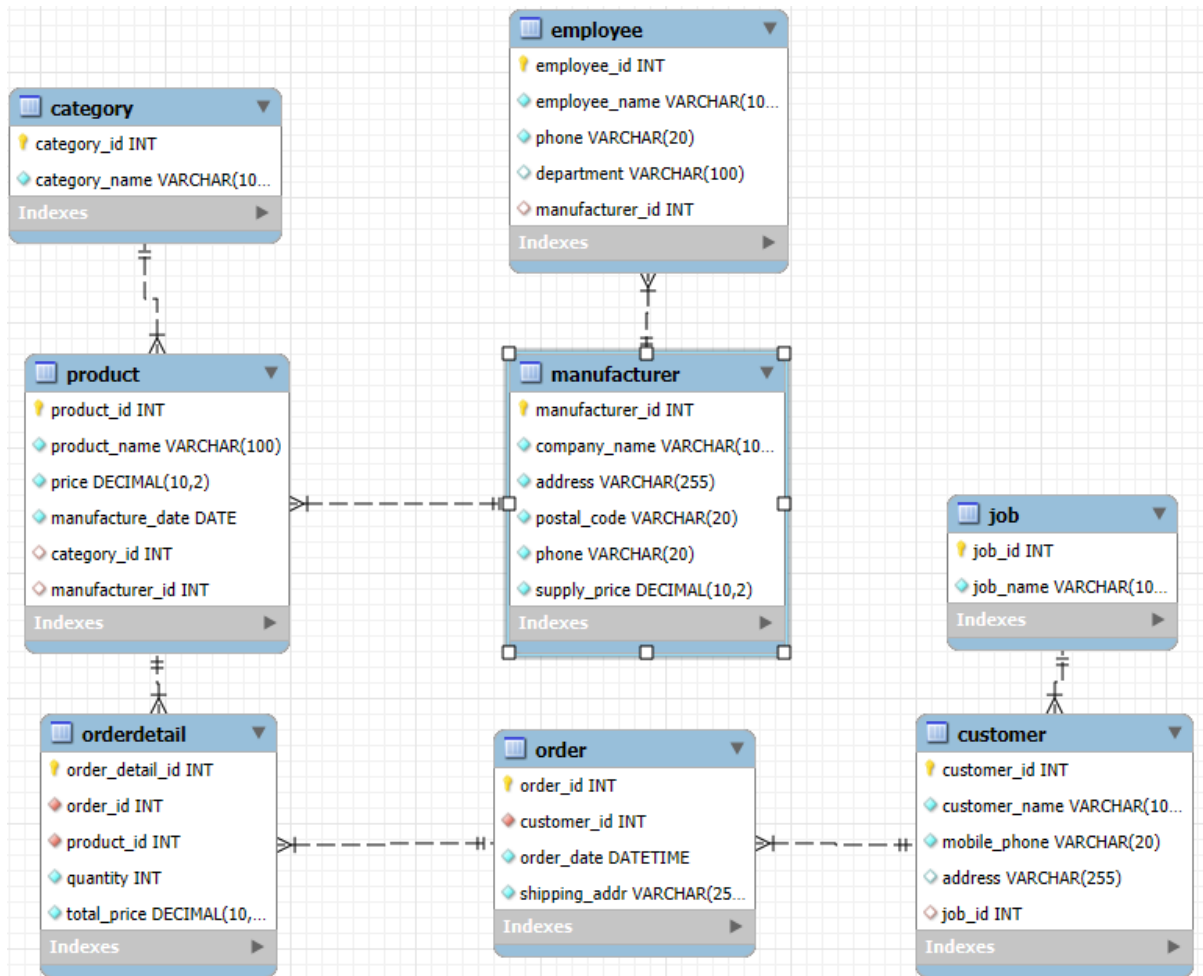 employee
employee_id INT
employee_name VARCHAR(10...
phone VARCHAR(20)
department VARCHAR(100)
manufacturer_id INT
Indexes
category
category_id INT
category_name VARCHAR(10...
Indexes
product
product_id INT
product_name VARCHAR(100)
price DECIMAL(10,2)
manufacture_date DATE
category_id INT
manufacturer_id INT
Indexes
manufacturer
manufacturer_id INT
company_name VARCHAR(10...
address VARCHAR(255)
postal_code VARCHAR(20)
phone VARCHAR(20)
supply_price DECIMAL(10,2)
Indexes
job
job_id INT
job_name VARCHAR(10...
Indexes
orderdetail
order_detail_id INT
order_id INT
product_id INT
quantity INT
total_price DECIMAL(10,...
Indexes
order
order_id INT
customer_id INT
order_date DATETIME
shipping_addr VARCHAR(25...
Indexes
customer
customer_id INT
customer_name VARCHAR(10...
mobile_phone VARCHAR(20)
address VARCHAR(255)
job_id INT
Indexes